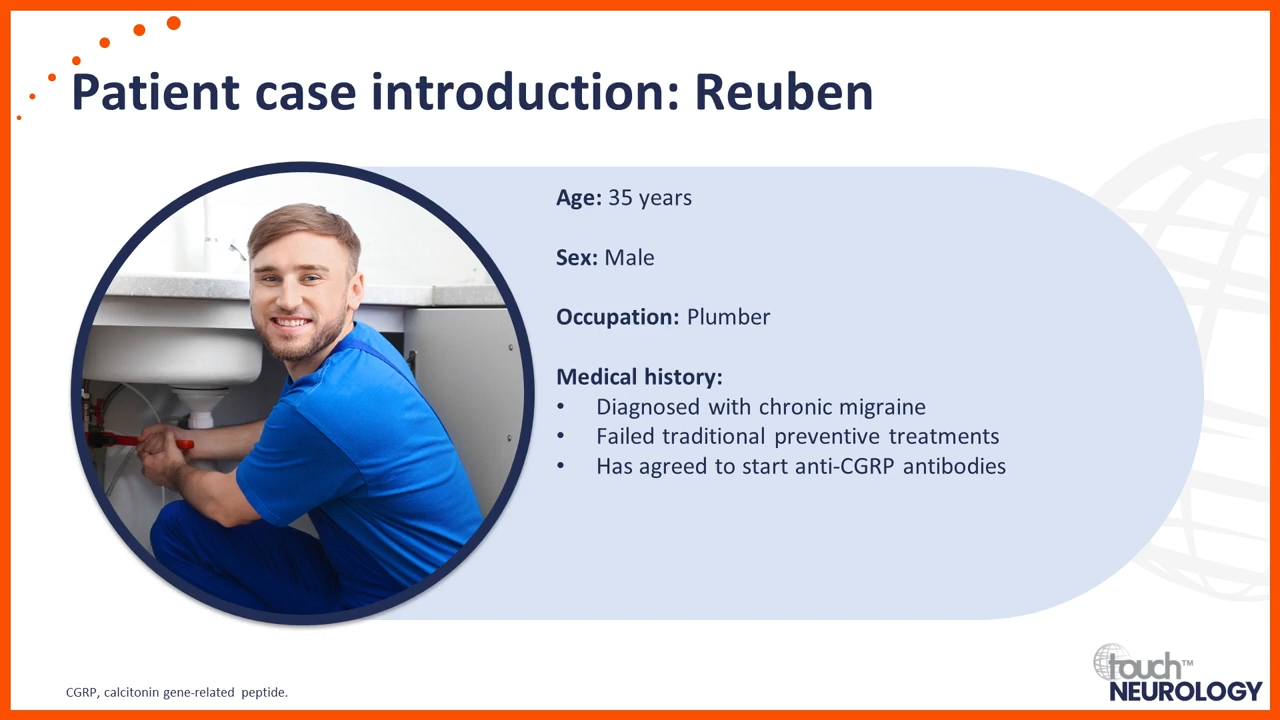 Patient case introduction: Reuben
Age: 35 years
Sex: Male
Occupation: Plumber
Medical history:
• Diagnosed with chronic migraine
• Failed traditional preventive treatments
• Has agreed to start anti-CGRP antibodies
CGRP, calcitonin gene-related peptide.
touch™
NEUROLOGY